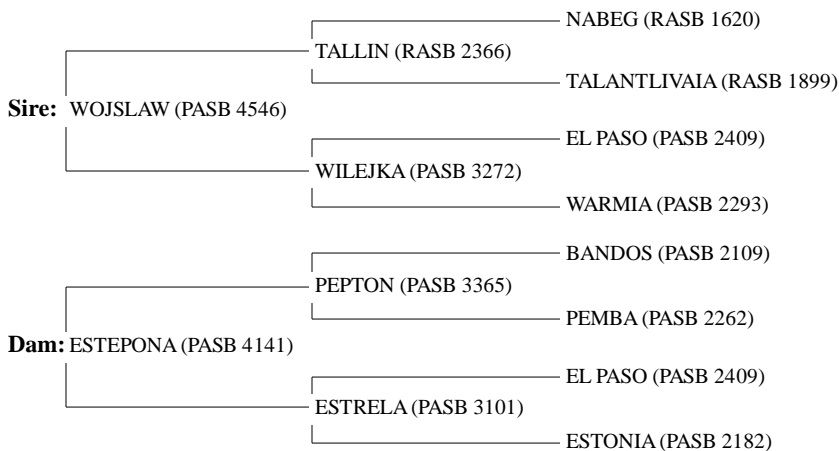 NABEG (RASB 1620)
TALLIN (RASB 2366)
TALANTLIVAIA (RASB 1899)
Sire: WOJSLAW (PASB 4546)
EL PASO (PASB 2409)
WILEJKA (PASB 3272)
WARMIA (PASB 2293)
BANDOS (PASB 2109)
PEPTON (PASB 3365)
PEMBA (PASB 2262)
Dam: ESTEPONA (PASB 4141)
EL PASO (PASB 2409)
ESTRELA (PASB 3101)
ESTONIA (PASB 2182)